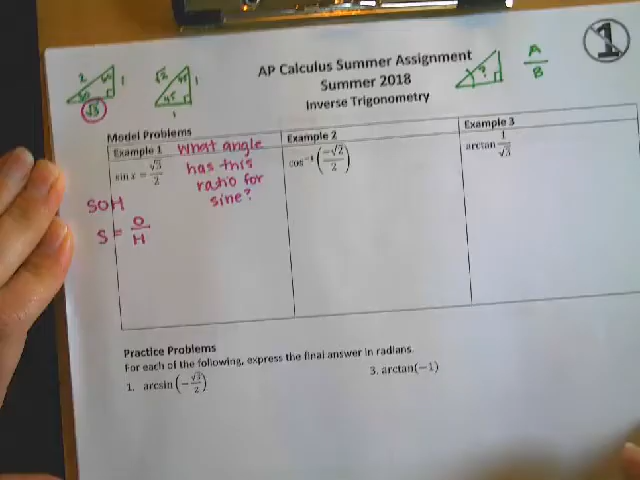 AP Calculus Summer Assignment
Summer 2018
Inverse Trigonometry
1
2 60 1
30
√3
√2 45 1
45
1
?
A
B
Model Problems
Example 1
sin x = √3/2
What angle
has this
ratio for
sine?
SOH
S = O/H
Example 2
cos⁻¹(−√2/2)
Example 3
arctan 1/√3
Practice Problems
For each of the following, express the final answer in radians.
1. arcsin(−√3/2)
3. arctan(−1)